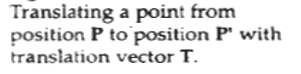 Translating a point from
position P to position P' with
translation vector T.